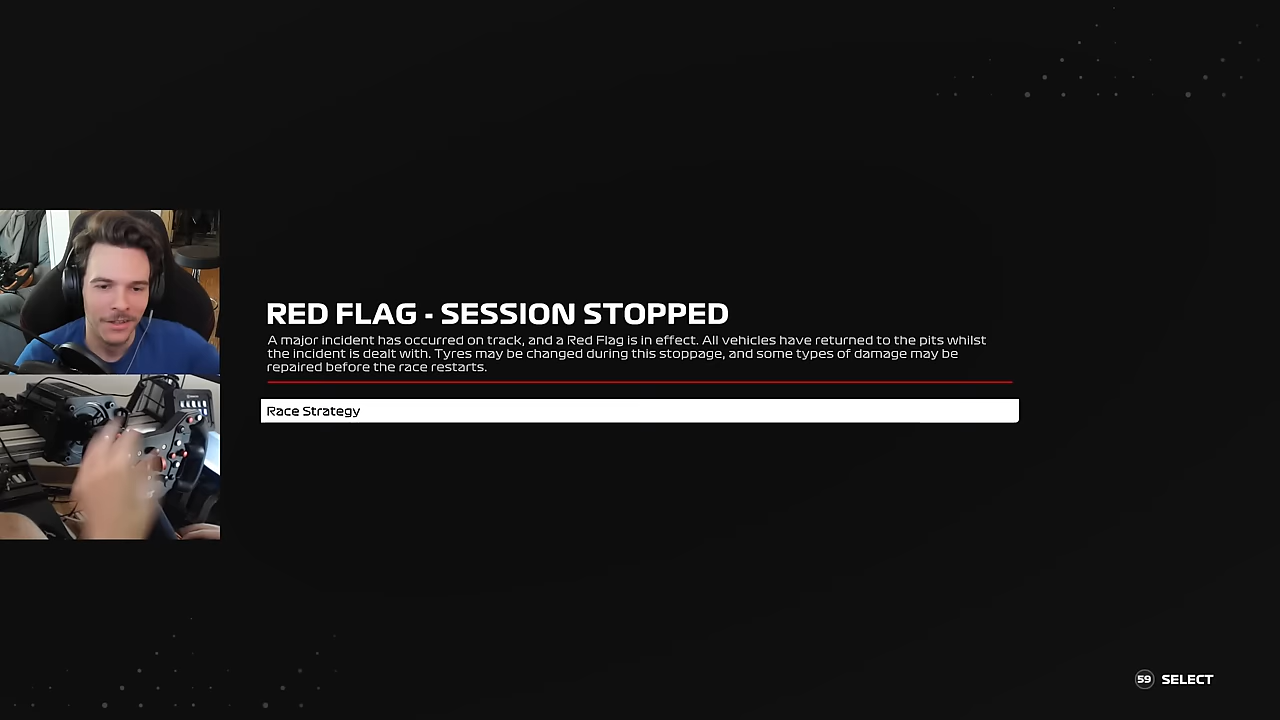 RED FLAG - SESSION STOPPED
A major incident has occurred on track, and a Red Flag is in effect. All vehicles have returned to the pits whilst
the incident is dealt with. Tyres may be changed during this stoppage, and some types of damage may be
repaired before the race restarts.
Race Strategy
59 SELECT